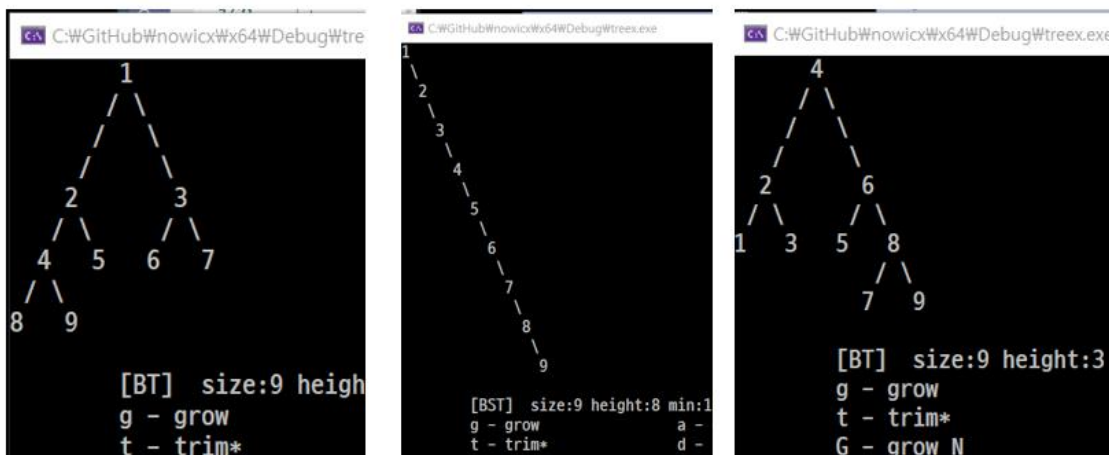 C:₩GitHub₩nowicx₩x64₩Debug₩tre
1
2 3
4 5 6 7
8 9
[BT] size:9 heigh
g - grow
t - trim*
C:₩GitHub₩nowicx₩x64₩Debug₩treex.exe
1
2
3
4
5
6
7
8
9
[BST] size:9 height:8 min:1
g - grow a -
t - trim* d -
C:₩GitHub₩nowicx₩x64₩Debug₩treex.exe
4
2 6
1 3 5 8
7 9
[BT] size:9 height:3
g - grow
t - trim*
G - grow N